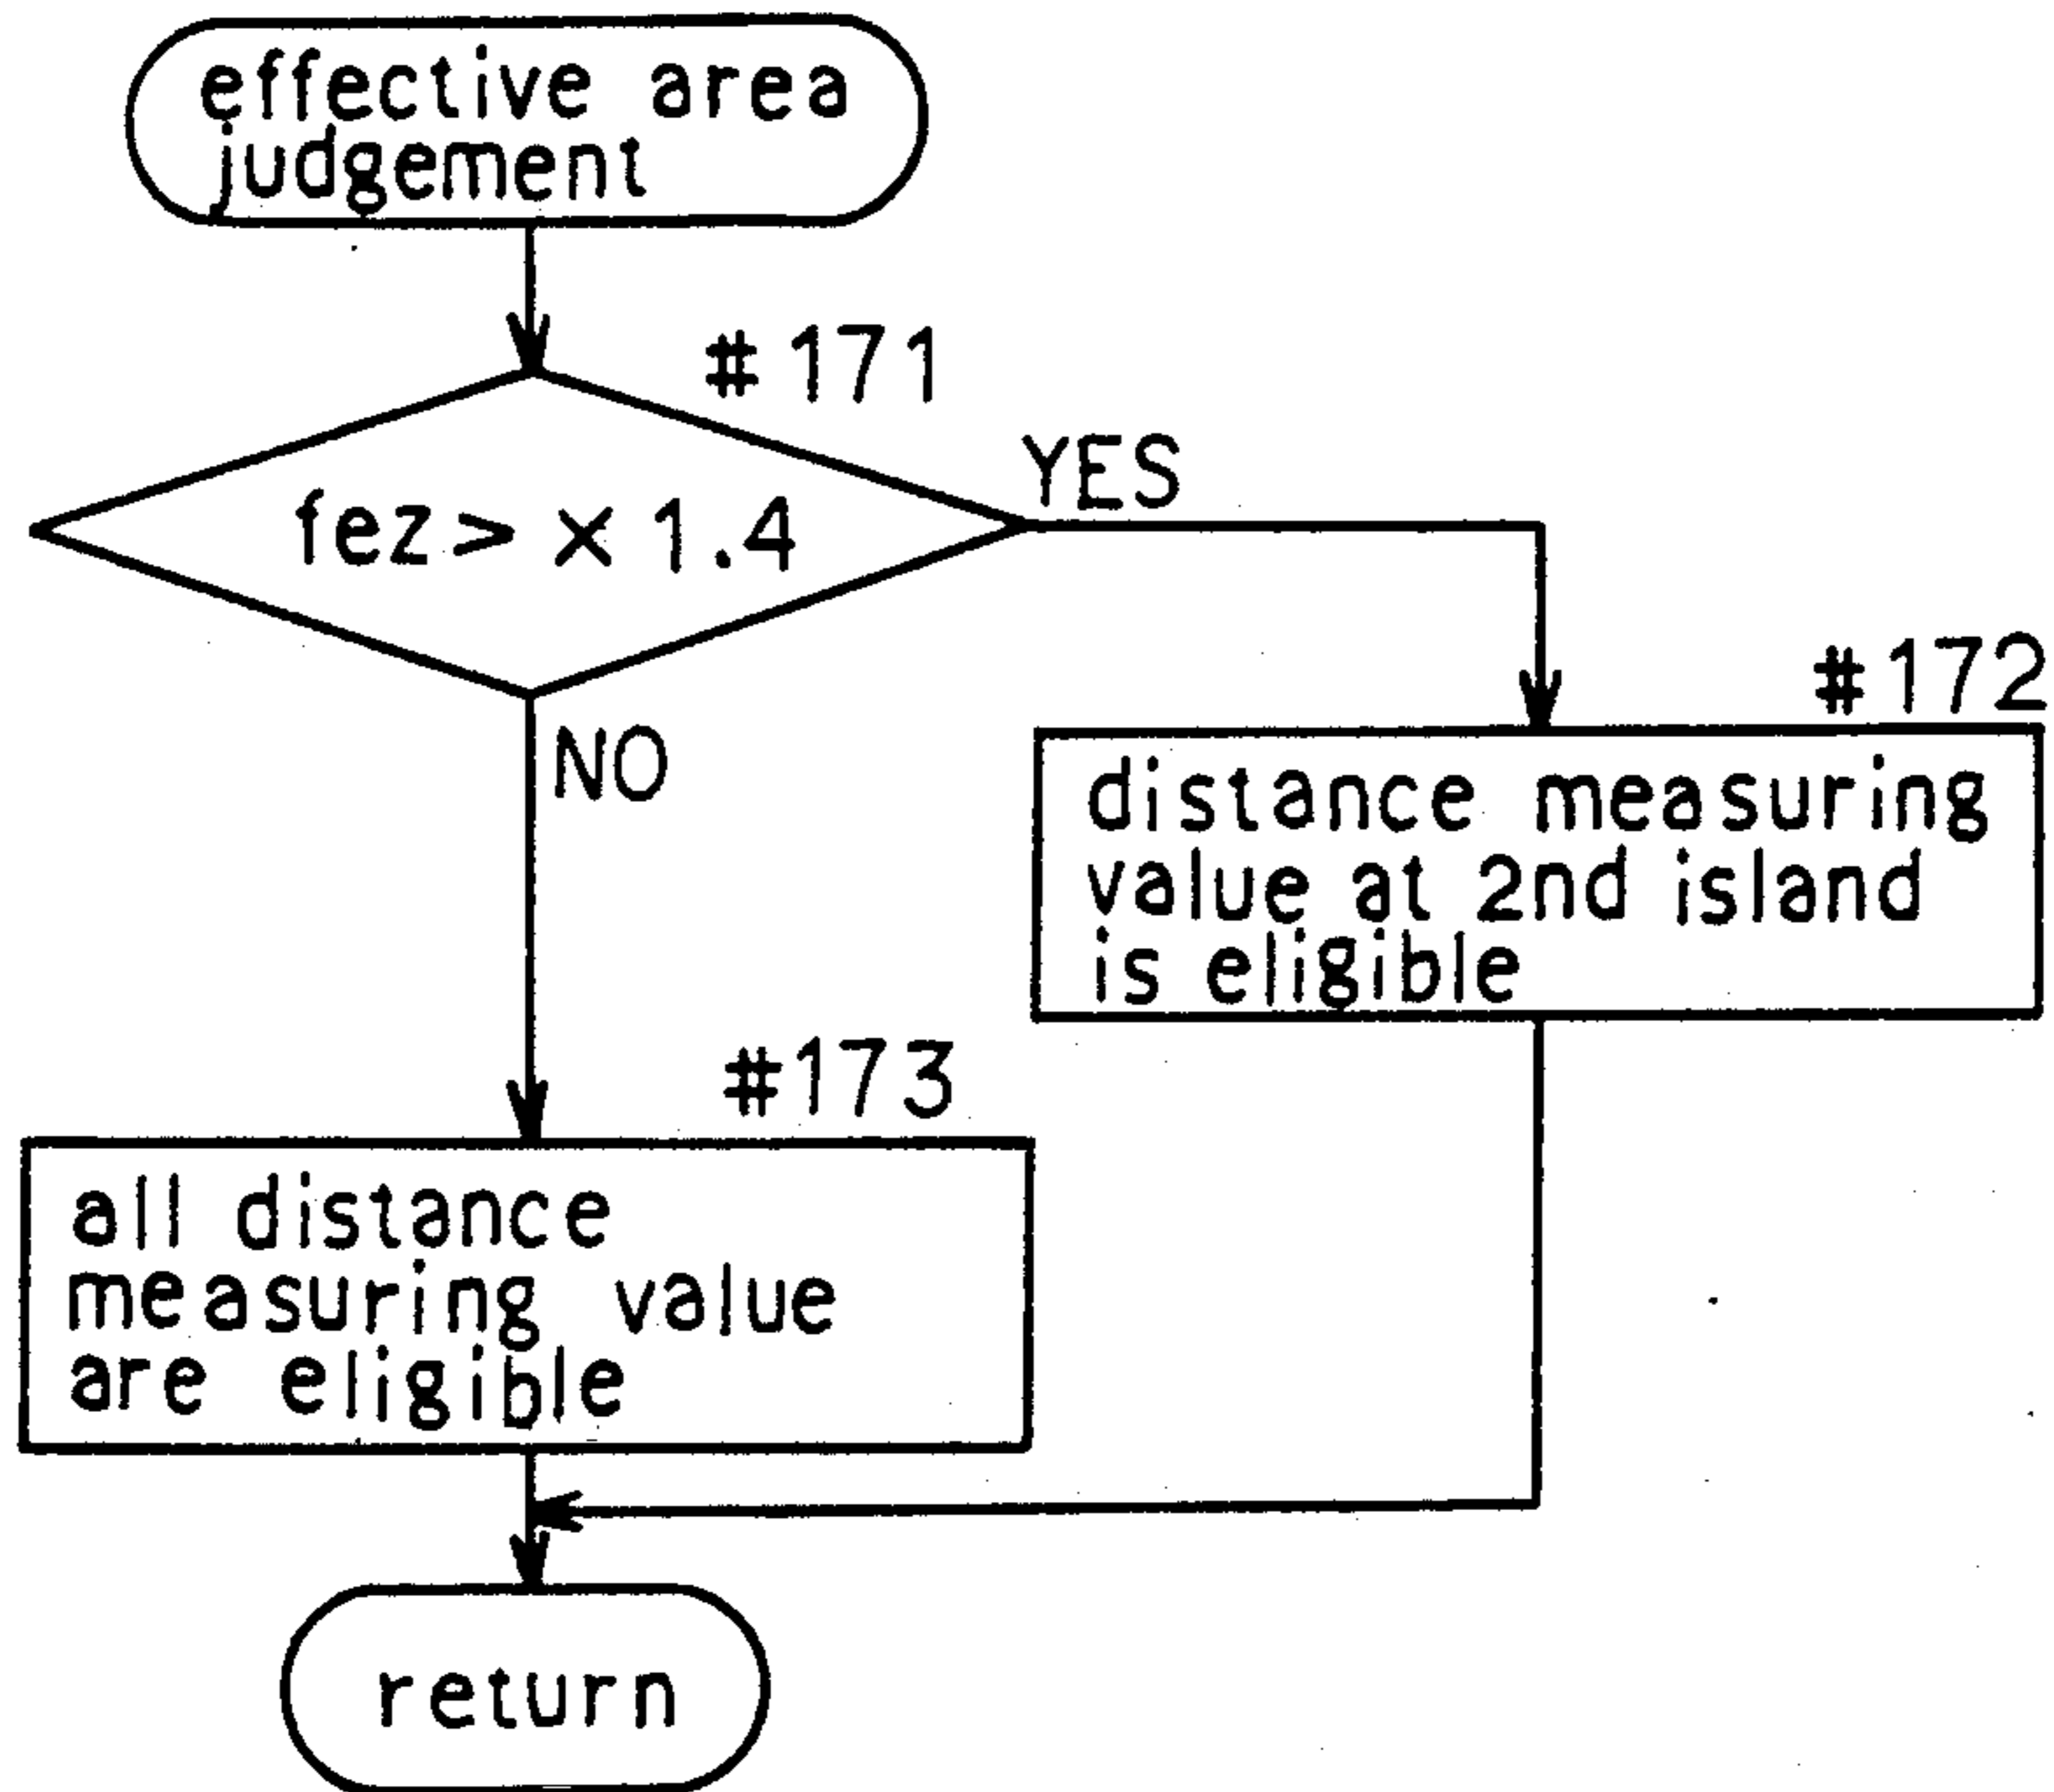 effective area
judgement
#171
fez > × 1.4
YES
NO
#172
distance measuring
value at 2nd island
is eligible
#173
all distance
measuring value
are eligible
return